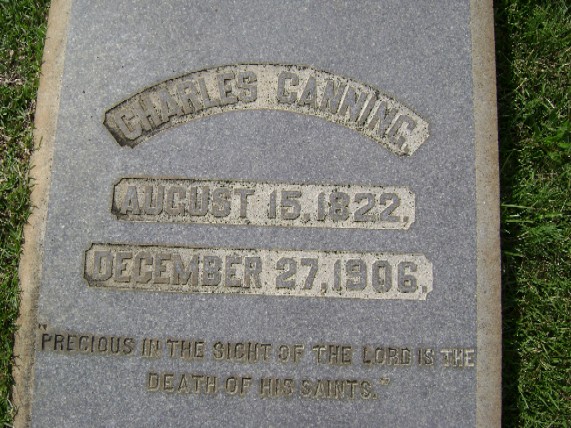 CHARLES CANNING.
AUGUST 15, 1822,
DECEMBER 27, 1906.
"PRECIOUS IN THE SIGHT OF THE LORD IS THE
DEATH OF HIS SAINTS."